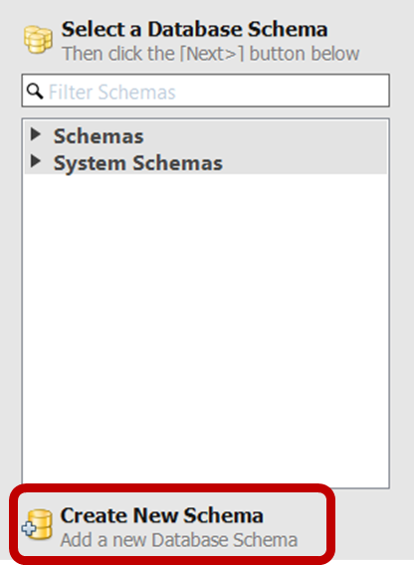 Select a Database Schema
Then click the [Next>] button below
Filter Schemas
Schemas
System Schemas
Create New Schema
Add a new Database Schema